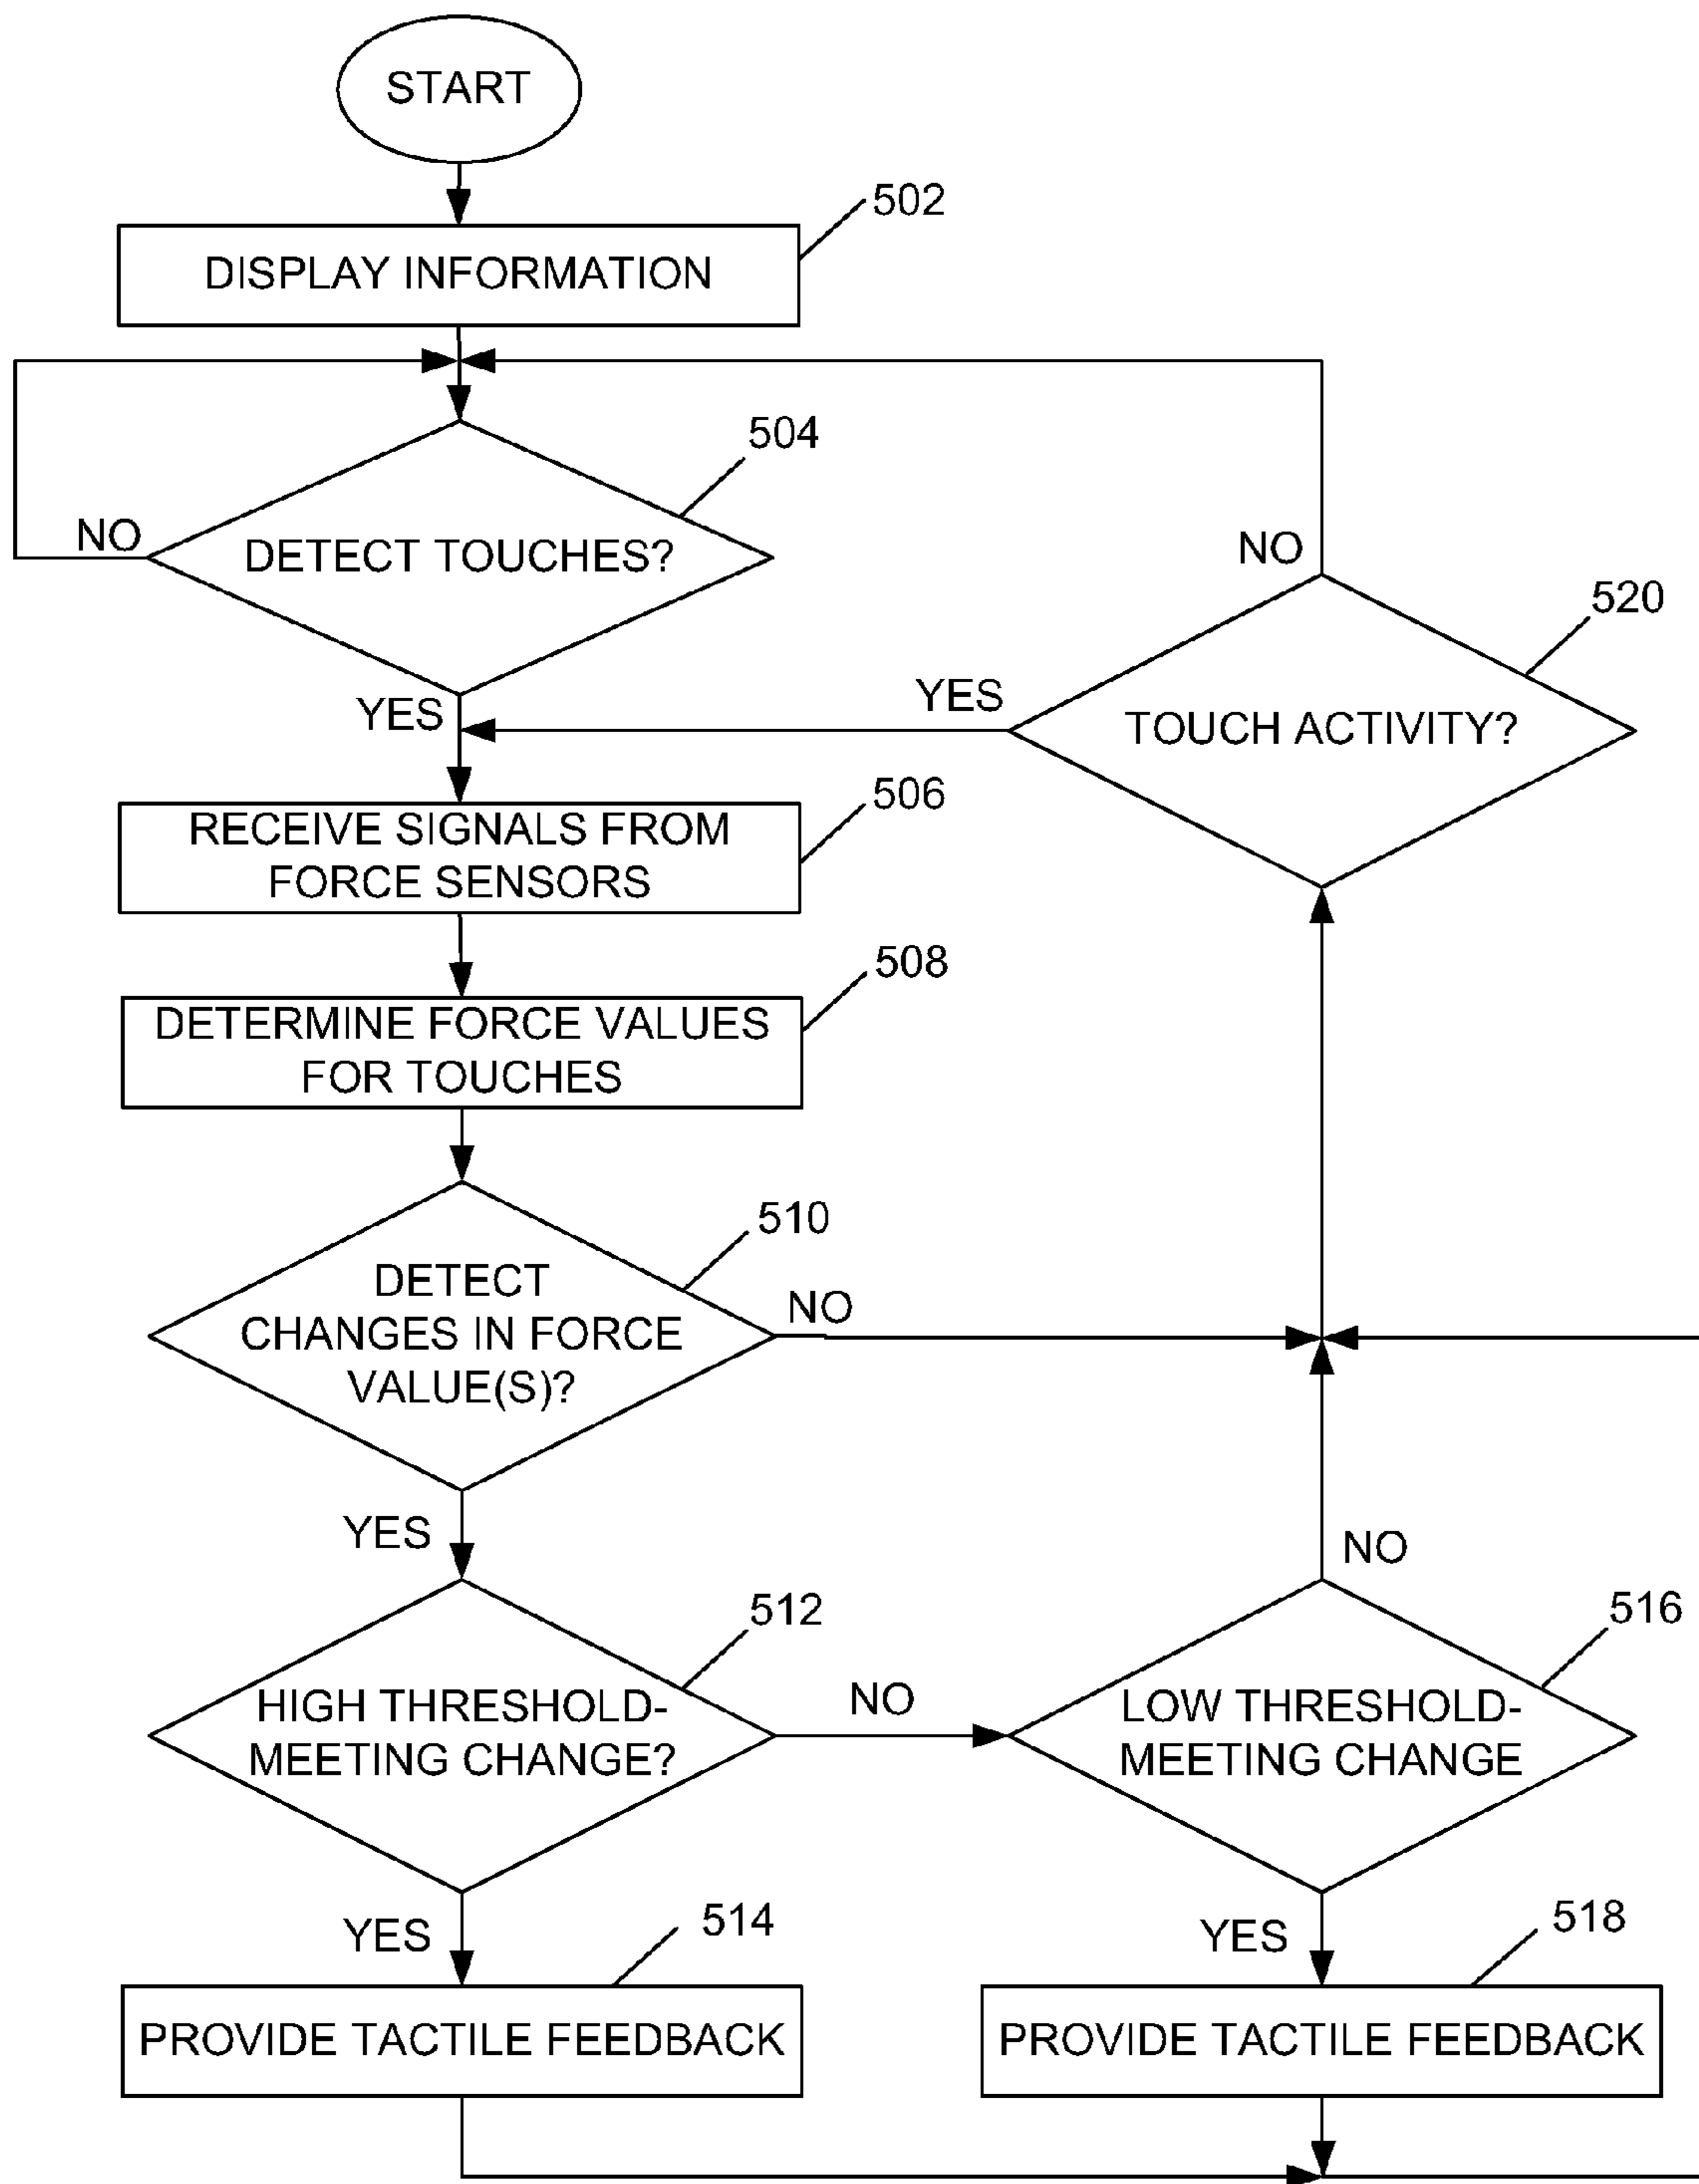 START
502
DISPLAY INFORMATION
504
NO
DETECT TOUCHES?
NO
520
YES
YES
TOUCH ACTIVITY?
506
RECEIVE SIGNALS FROM
FORCE SENSORS
508
DETERMINE FORCE VALUES
FOR TOUCHES
510
DETECT
CHANGES IN FORCE
VALUE(S)?
NO
YES
NO
512
516
HIGH THRESHOLD-
MEETING CHANGE?
NO
LOW THRESHOLD-
MEETING CHANGE
YES
514
YES
518
PROVIDE TACTILE FEEDBACK
PROVIDE TACTILE FEEDBACK